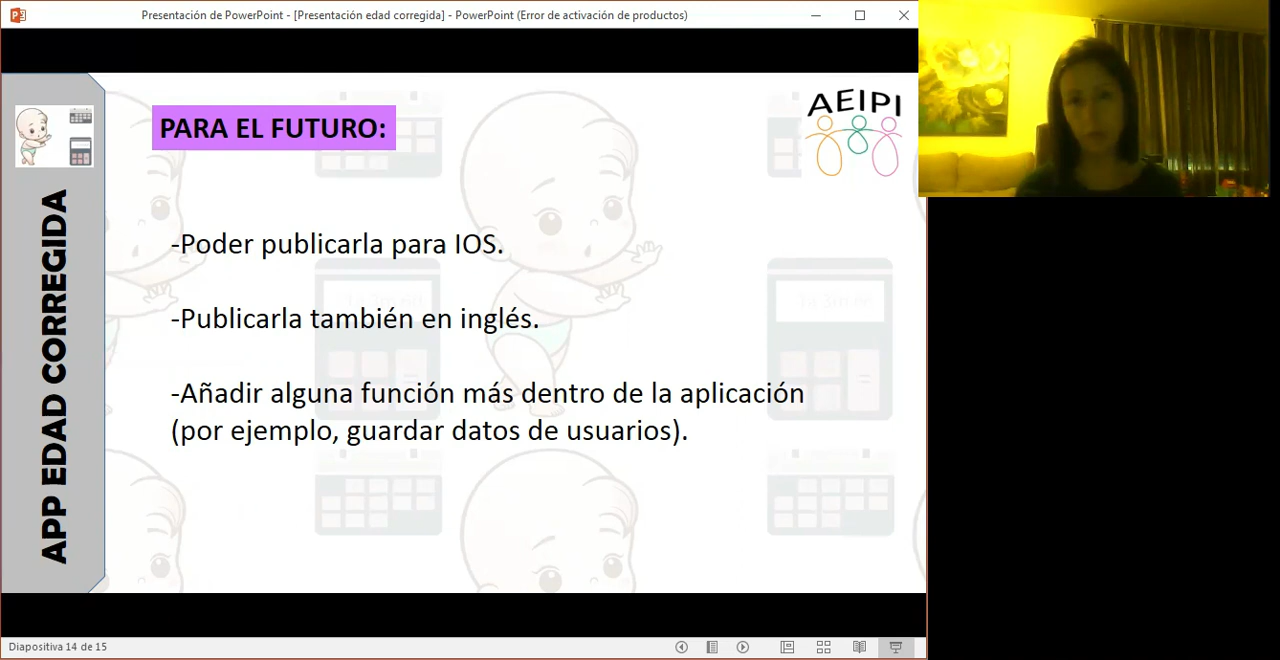 Presentación de PowerPoint - [Presentación edad corregida] - PowerPoint (Error de activación de productos)
APP EDAD CORREGIDA
PARA EL FUTURO:
AEIPI
-Poder publicarla para IOS.
-Publicarla también en inglés.
-Añadir alguna función más dentro de la aplicación
(por ejemplo, guardar datos de usuarios).
Diapositiva 14 de 15